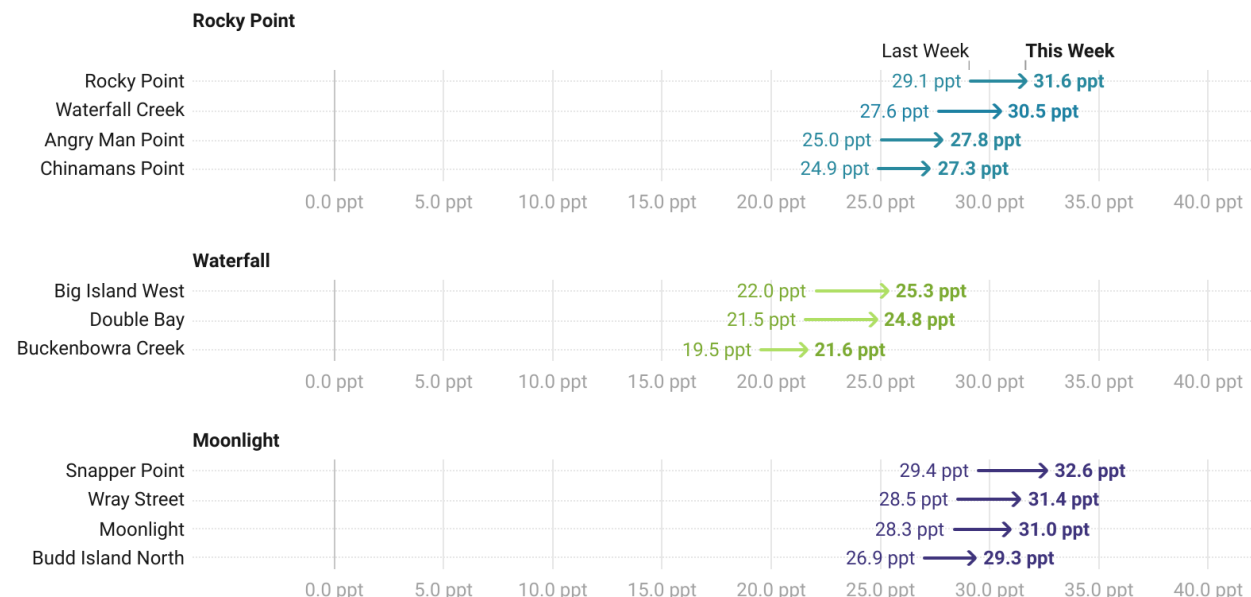 Rocky Point
Last Week This Week
Rocky Point 29.1 ppt 31.6 ppt
Waterfall Creek 27.6 ppt 30.5 ppt
Angry Man Point 25.0 ppt 27.8 ppt
Chinamans Point 24.9 ppt 27.3 ppt
0.0 ppt 5.0 ppt 10.0 ppt 15.0 ppt 20.0 ppt 25.0 ppt 30.0 ppt 35.0 ppt 40.0 ppt
Waterfall
Big Island West 22.0 ppt 25.3 ppt
Double Bay 21.5 ppt 24.8 ppt
Buckenbowra Creek 19.5 ppt 21.6 ppt
0.0 ppt 5.0 ppt 10.0 ppt 15.0 ppt 20.0 ppt 25.0 ppt 30.0 ppt 35.0 ppt 40.0 ppt
Moonlight
Snapper Point 29.4 ppt 32.6 ppt
Wray Street 28.5 ppt 31.4 ppt
Moonlight 28.3 ppt 31.0 ppt
Budd Island North 26.9 ppt 29.3 ppt
0.0 ppt 5.0 ppt 10.0 ppt 15.0 ppt 20.0 ppt 25.0 ppt 30.0 ppt 35.0 ppt 40.0 ppt